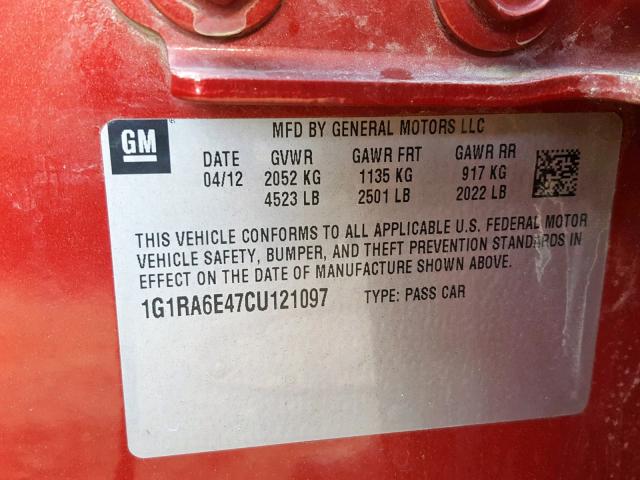 GM
®
MFD BY GENERAL MOTORS LLC
DATE GVWR GAWR FRT GAWR RR
04/12 2052 KG 1135 KG 917 KG
4523 LB 2501 LB 2022 LB
THIS VEHICLE CONFORMS TO ALL APPLICABLE U.S. FEDERAL MOTOR
VEHICLE SAFETY, BUMPER, AND THEFT PREVENTION STANDARDS IN
EFFECT ON THE DATE OF MANUFACTURE SHOWN ABOVE.
1G1RA6E47CU121097 TYPE: PASS CAR